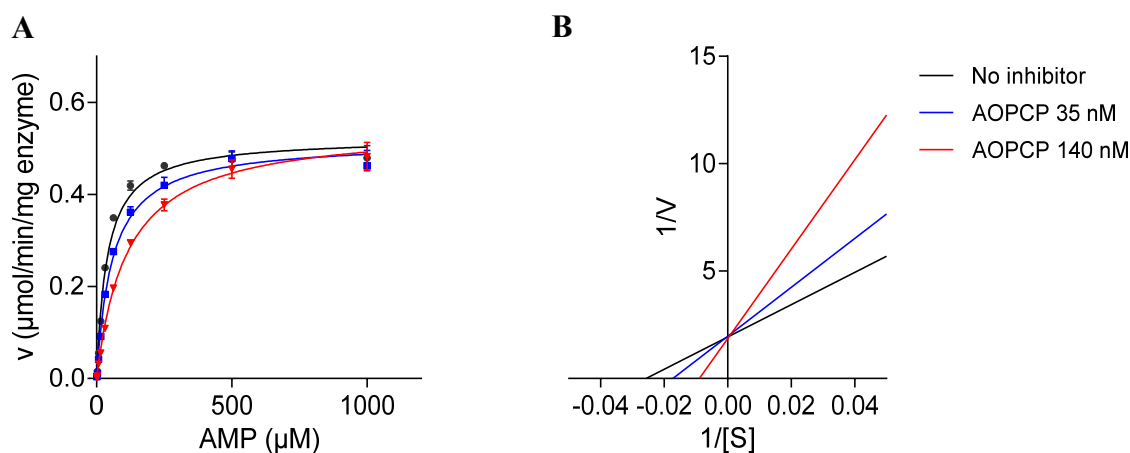 A
v (µmol/min/mg enzyme)
0.6
0.4
0.2
0.0
0
500
1000
AMP (µM)
B
1/V
15
10
5
-0.04
-0.02
0.00
0.02
0.04
1/[S]
No inhibitor
AOPCP 35 nM
AOPCP 140 nM